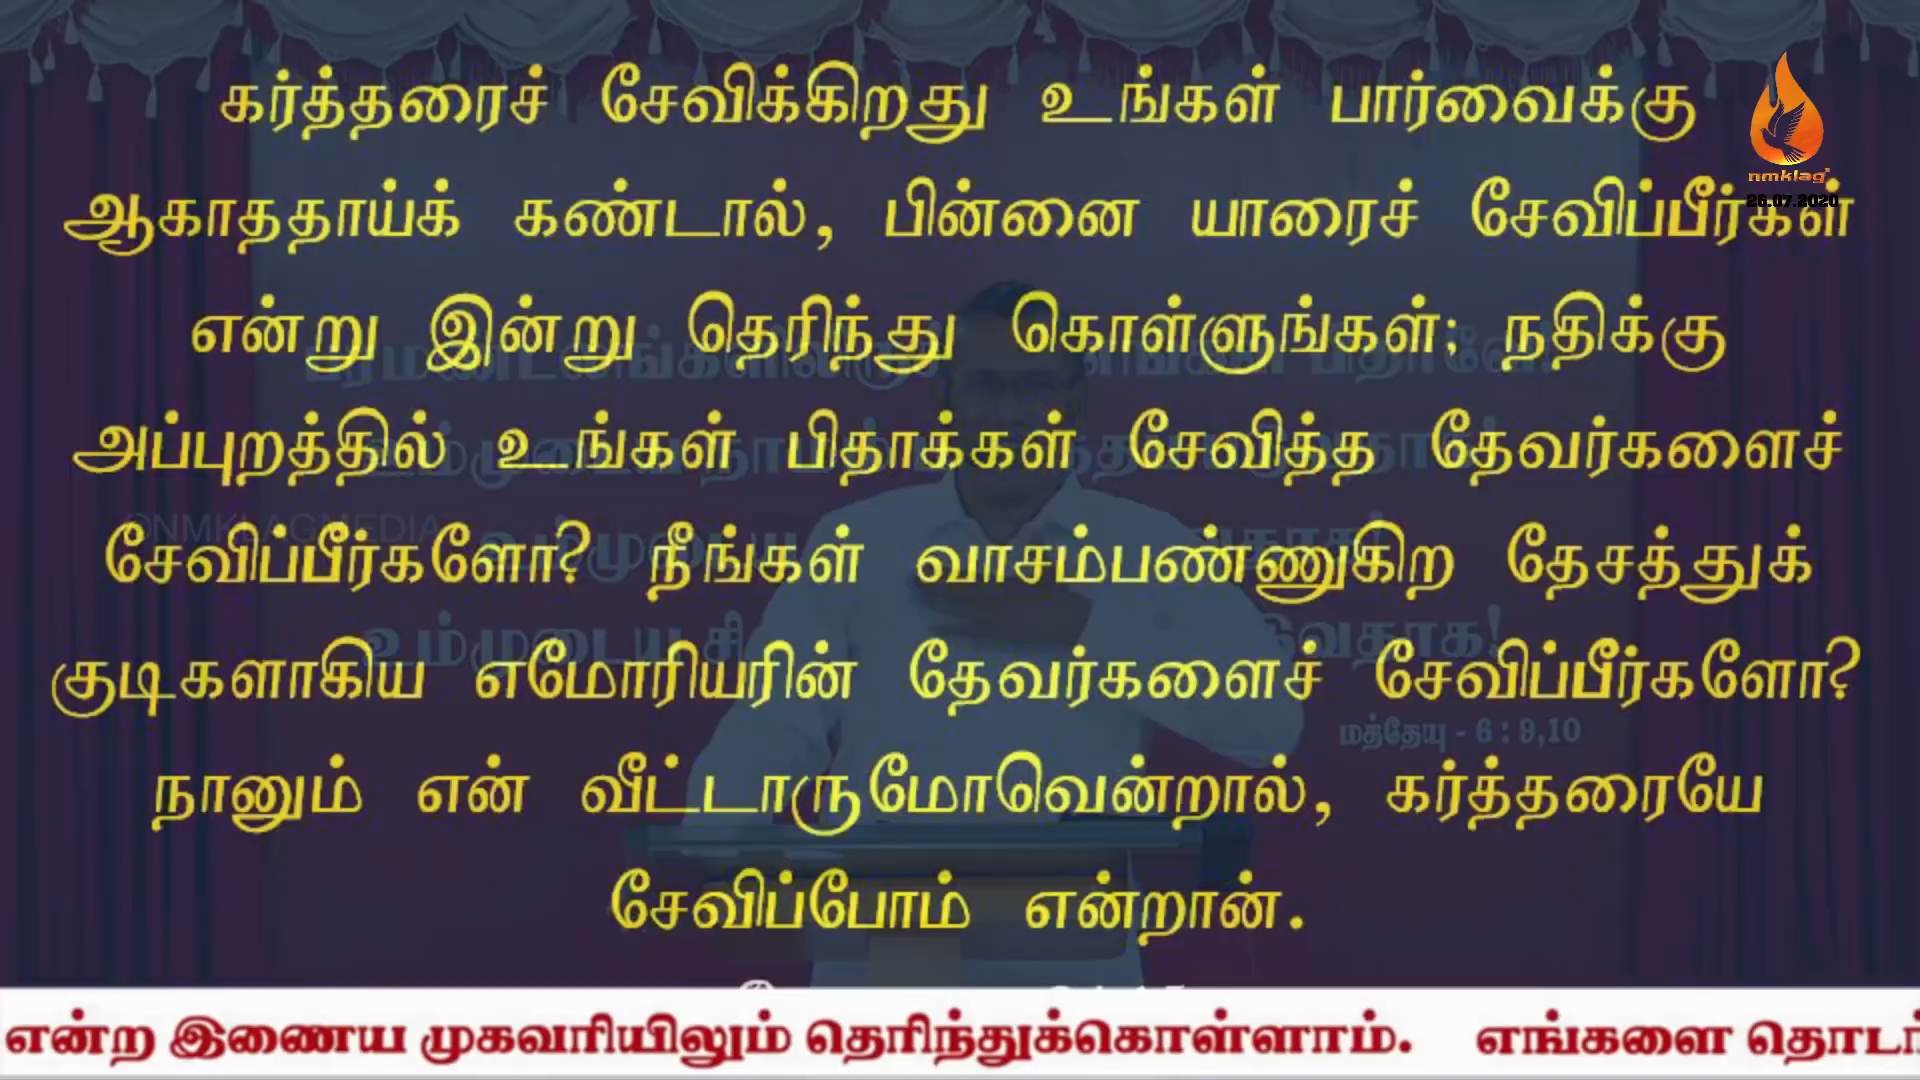 கர்த்தரைச் சேவிக்கிறது உங்கள் பார்வைக்கு
ஆகாததாய்க் கண்டால், பின்னை யாரைச் சேவிப்பீர்கள்
என்று இன்று தெரிந்து கொள்ளுங்கள்; நதிக்கு
அப்புறத்தில் உங்கள் பிதாக்கள் சேவித்த தேவர்களைச்
சேவிப்பீர்களோ? நீங்கள் வாசம்பண்ணுகிற தேசத்துக்
குடிகளாகிய எமோரியரின் தேவர்களைச் சேவிப்பீர்களோ?
நானும் என் வீட்டாருமோவென்றால், கர்த்தரையே
சேவிப்போம் என்றான்.
nmklag
26.07.2020
@NMKLAGMEDIA
உம்முடைய
மத்தேயு - 6 : 9,10
என்ற இணைய முகவரியிலும் தெரிந்துக்கொள்ளாம். எங்களை